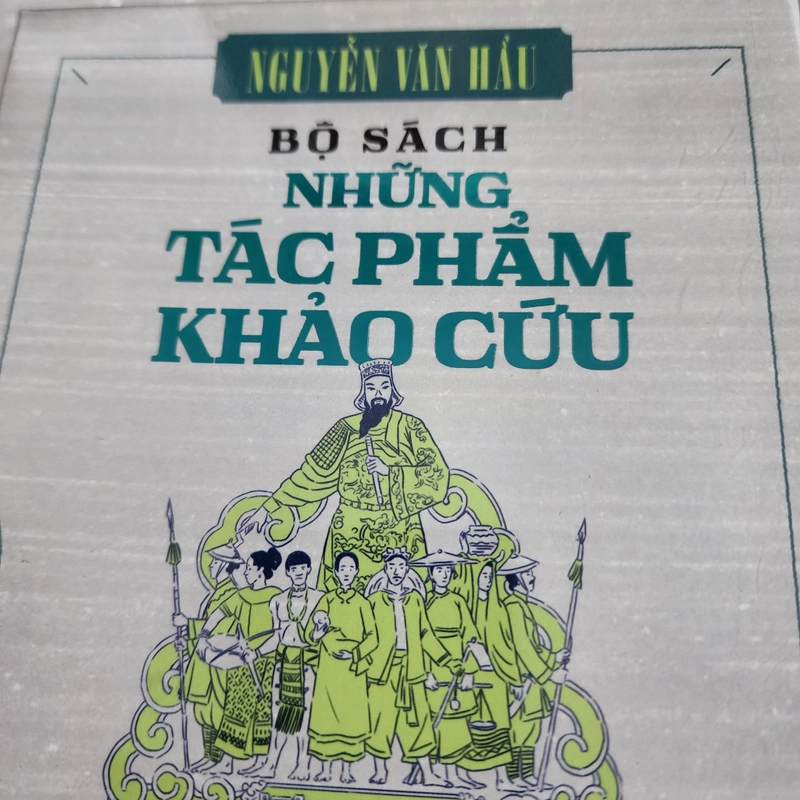 NGUYỄN VĂN HẦU
BỘ SÁCH
NHỮNG
TÁC PHẨM
KHẢO CỨU